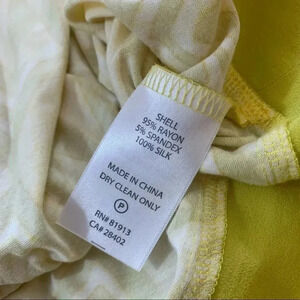 SHELL
95% RAYON
5% SPANDEX
100% SILK
MADE IN CHINA
DRY CLEAN ONLY
P
RN# 81913
CA# 28402